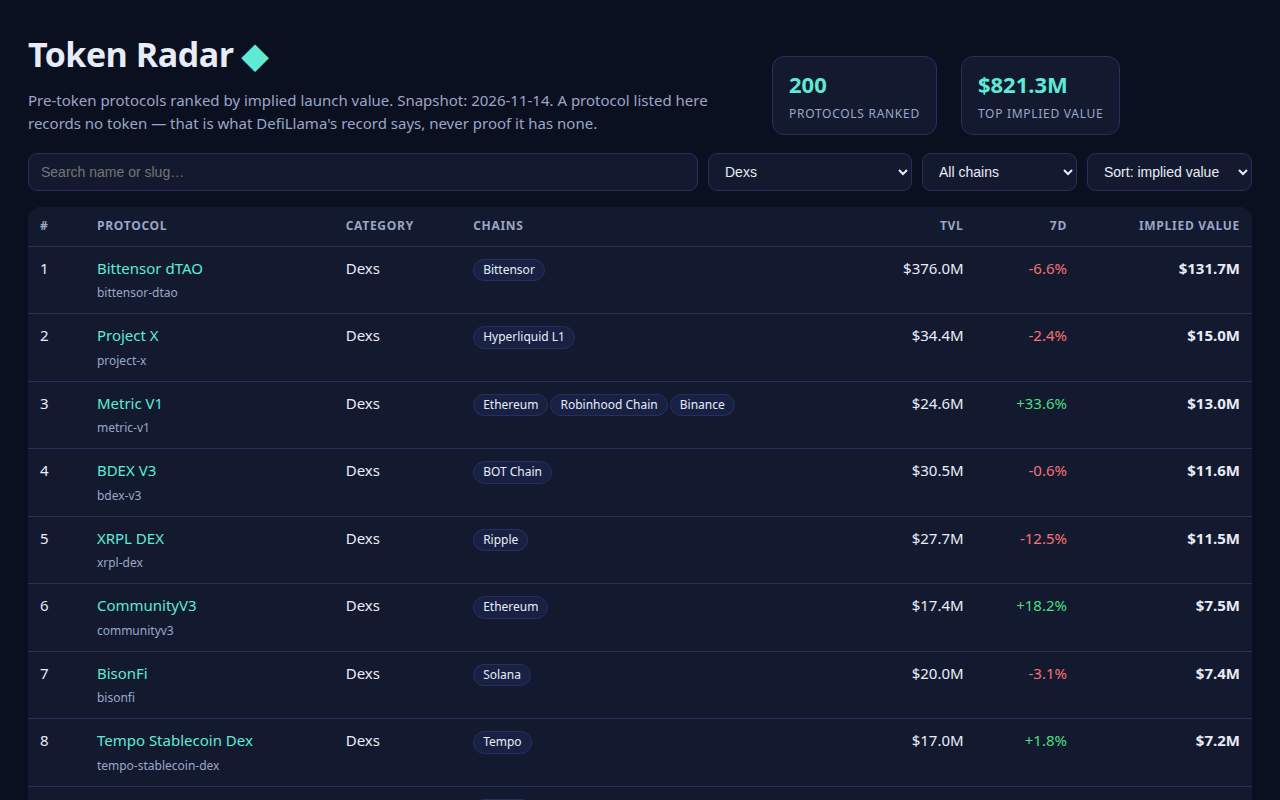 Token Radar
Pre-token protocols ranked by implied launch value. Snapshot: 2026-11-14. A protocol listed here
records no token — that is what DefiLlama's record says, never proof it has none.
200
PROTOCOLS RANKED
$821.3M
TOP IMPLIED VALUE
Search name or slug…
Dexs
All chains
Sort: implied value
# PROTOCOL CATEGORY CHAINS TVL 7D IMPLIED VALUE
1 Bittensor dTAO Dexs Bittensor $376.0M -6.6% $131.7M
bittensor-dtao
2 Project X Dexs Hyperliquid L1 $34.4M -2.4% $15.0M
project-x
3 Metric V1 Dexs Ethereum Robinhood Chain Binance $24.6M +33.6% $13.0M
metric-v1
4 BDEX V3 Dexs BOT Chain $30.5M -0.6% $11.6M
bdex-v3
5 XRPL DEX Dexs Ripple $27.7M -12.5% $11.5M
xrpl-dex
6 CommunityV3 Dexs Ethereum $17.4M +18.2% $7.5M
communityv3
7 BisonFi Dexs Solana $20.0M -3.1% $7.4M
bisonfi
8 Tempo Stablecoin Dex Dexs Tempo $17.0M +1.8% $7.2M
tempo-stablecoin-dex